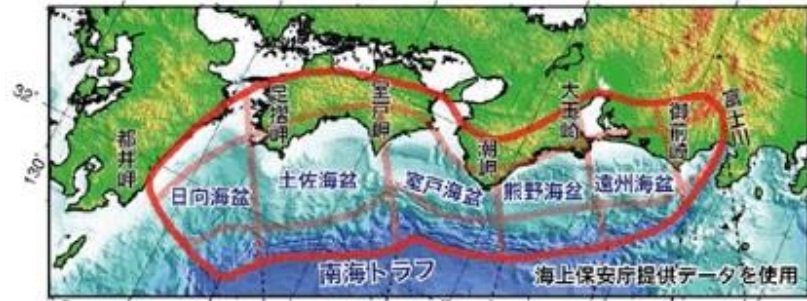 32°
130°
都井岬
足摺岬
室戸岬
潮岬
大王崎
御前崎
富士川
日向海盆
土佐海盆
室戸海盆
熊野海盆
遠州海盆
南海トラフ
海上保安庁提供データを使用